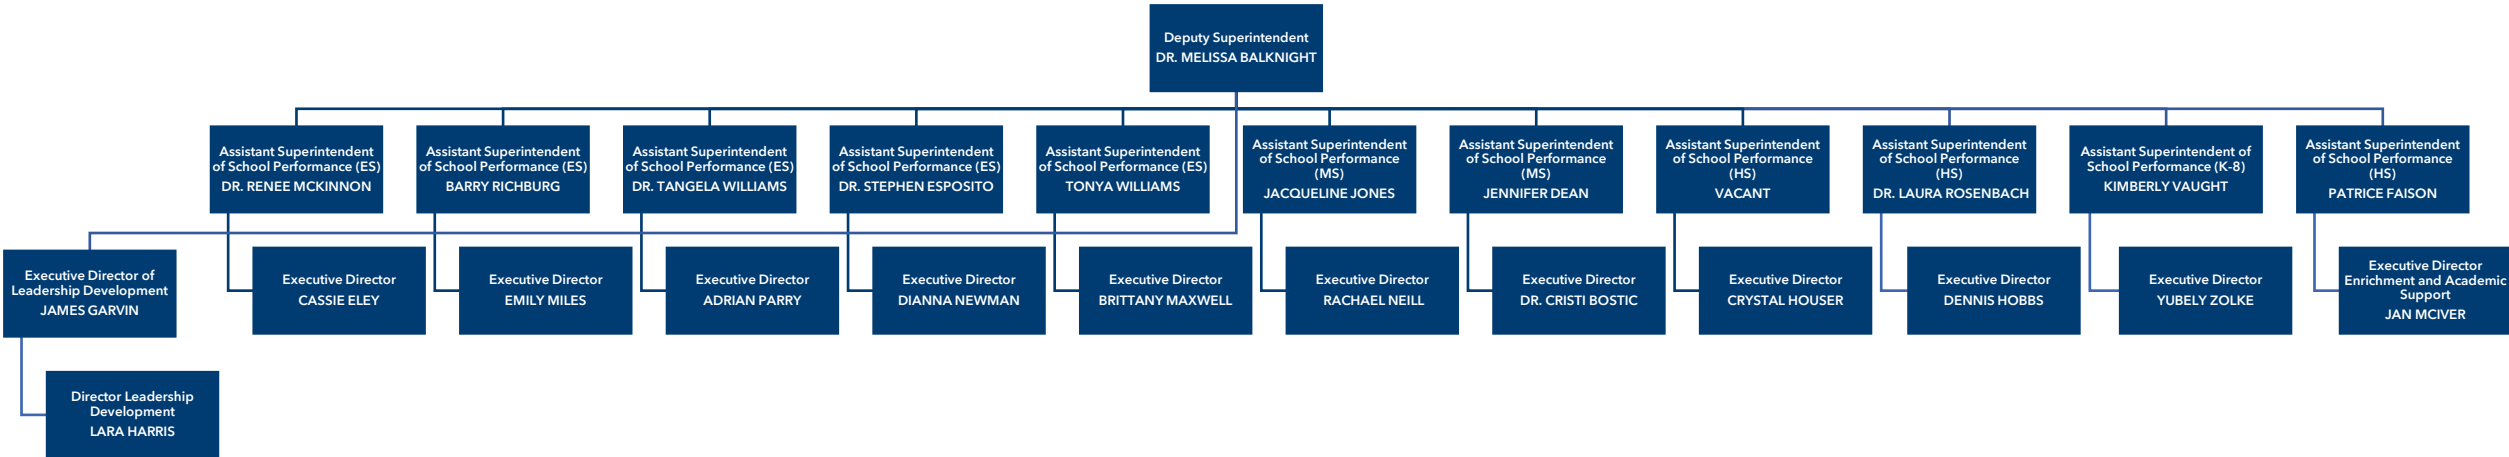 Deputy Superintendent
DR. MELISSA BALKNIGHT
Assistant Superintendent
of School Performance (ES)
DR. RENEE MCKINNON
Assistant Superintendent
of School Performance (ES)
BARRY RICHBURG
Assistant Superintendent
of School Performance (ES)
DR. TANGELA WILLIAMS
Assistant Superintendent
of School Performance (ES)
DR. STEPHEN ESPOSITO
Assistant Superintendent
of School Performance (ES)
TONYA WILLIAMS
Assistant Superintendent
of School Performance
(MS)
JACQUELINE JONES
Assistant Superintendent
of School Performance
(MS)
JENNIFER DEAN
Assistant Superintendent
of School Performance
(HS)
VACANT
Assistant Superintendent
of School Performance
(HS)
DR. LAURA ROSENBACH
Assistant Superintendent of
School Performance (K-8)
KIMBERLY VAUGHT
Assistant Superintendent
of School Performance
(HS)
PATRICE FAISON
Executive Director of
Leadership Development
JAMES GARVIN
Executive Director
CASSIE ELEY
Executive Director
EMILY MILES
Executive Director
ADRIAN PARRY
Executive Director
DIANNA NEWMAN
Executive Director
BRITTANY MAXWELL
Executive Director
RACHAEL NEILL
Executive Director
DR. CRISTI BOSTIC
Executive Director
CRYSTAL HOUSER
Executive Director
DENNIS HOBBS
Executive Director
YUBELY ZOLKE
Executive Director
Enrichment and Academic
Support
JAN MCIVER
Director Leadership
Development
LARA HARRIS